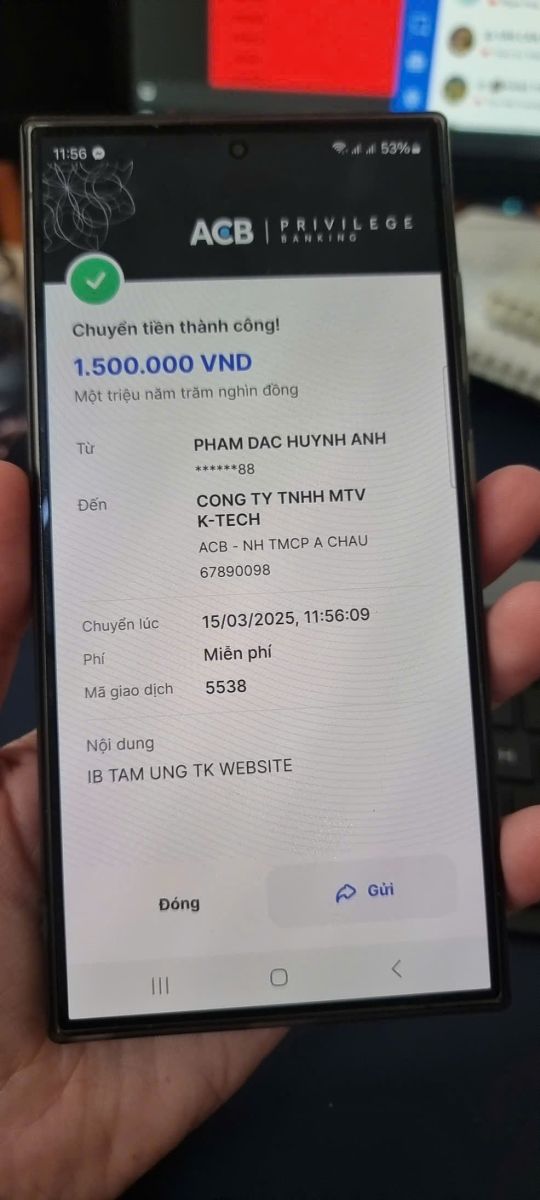 11:56
53%
ACB | PRIVILEGE
BANKING
Chuyển tiền thành công!
1.500.000 VND
Một triệu năm trăm nghìn đồng
Từ
PHAM DAC HUYNH ANH
******88
Đến
CONG TY TNHH MTV
K-TECH
ACB - NH TMCP A CHAU
67890098
Chuyển lúc
15/03/2025, 11:56:09
Phí
Miễn phí
Mã giao dịch
5538
Nội dung
IB TAM UNG TK WEBSITE
Đóng
Gửi